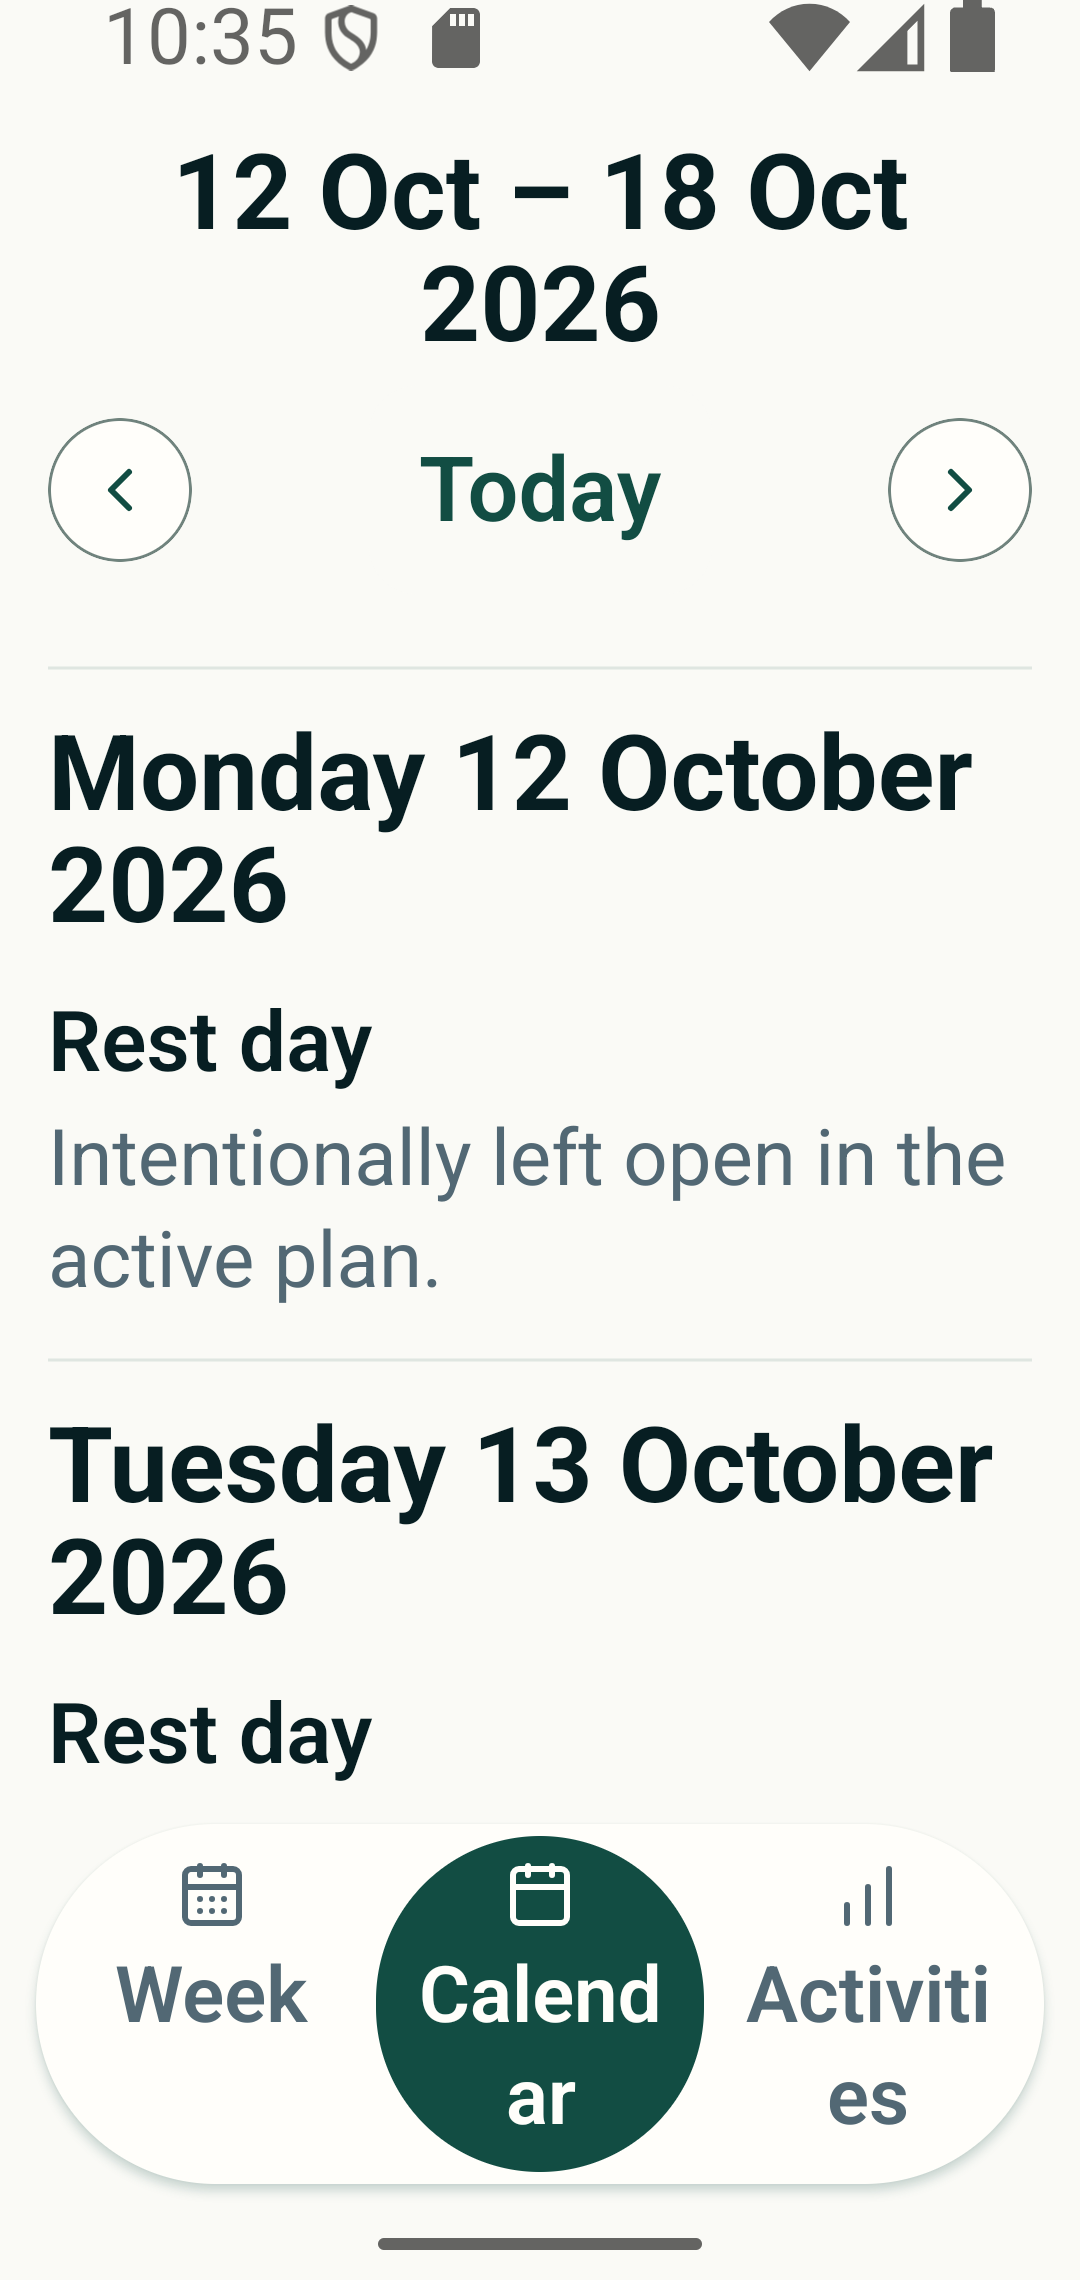 10:35
12 Oct – 18 Oct
2026
Today
Monday 12 October
2026
Rest day
Intentionally left open in the
active plan.
Tuesday 13 October
2026
Rest day
Week
Calend
ar
Activiti
es